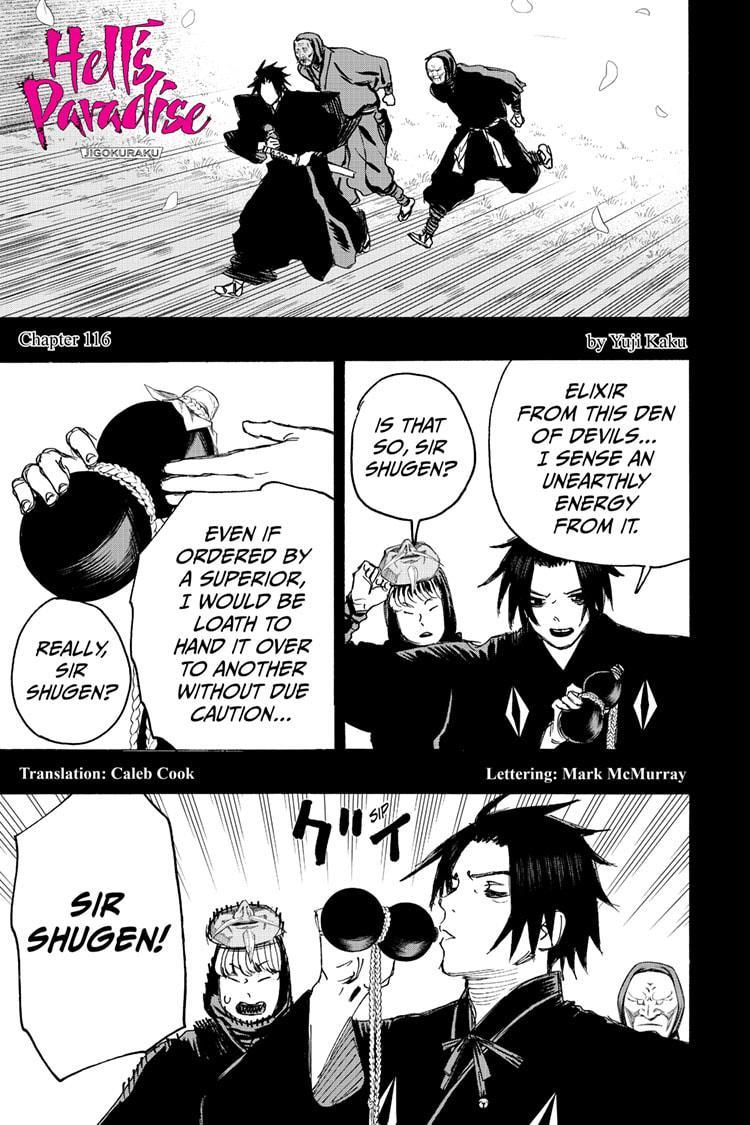 Hell's
Paradise
JIGOKURAKU
Chapter 116
by Yuji Kaku
ELIXIR
FROM THIS DEN
OF DEVILS...
I SENSE AN
UNEARTHLY
ENERGY
FROM IT.
IS THAT
SO, SIR
SHUGEN?
EVEN IF
ORDERED BY
A SUPERIOR,
I WOULD BE
LOATH TO
HAND IT OVER
TO ANOTHER
WITHOUT DUE
CAUTION...
REALLY,
SIR
SHUGEN?
Translation: Caleb Cook
Lettering: Mark McMurray
SIP
グイ
SIR
SHUGEN!